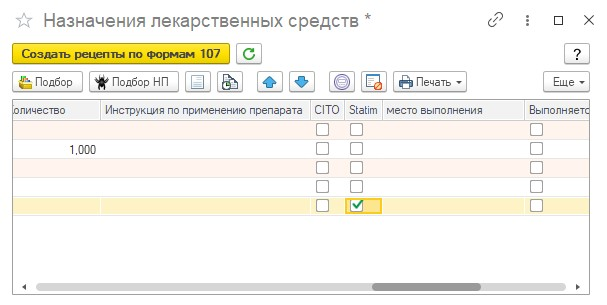 Назначения лекарственных средств *
Создать рецепты по формам 107 ?
Подбор Подбор НП Печать Еще
оличество Инструкция по применению препарата CITO Statim место выполнения Выполняетс
1,000